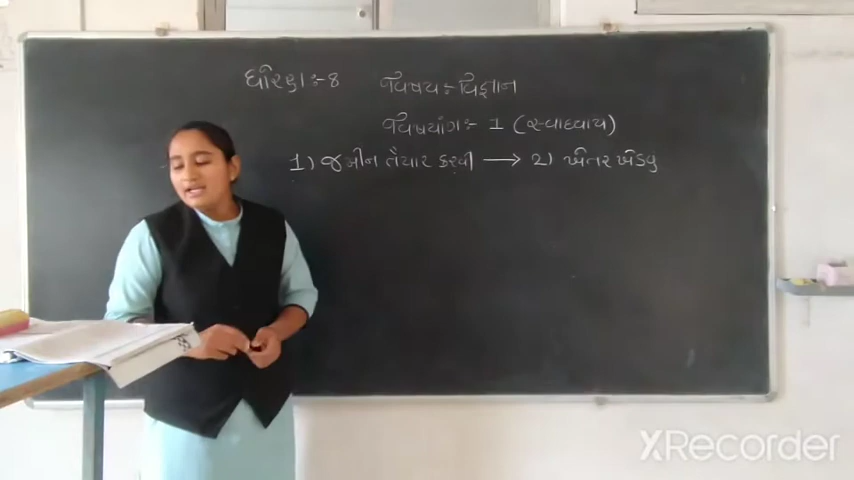 ધોરણ :- 8 વિષય :- વિજ્ઞાન
વિષયાંગ :- 1 (સ્વાધ્યાય)
1) જમીન તૈયાર કરવી → 2) ખેતર ખેડવુ
XRecorder